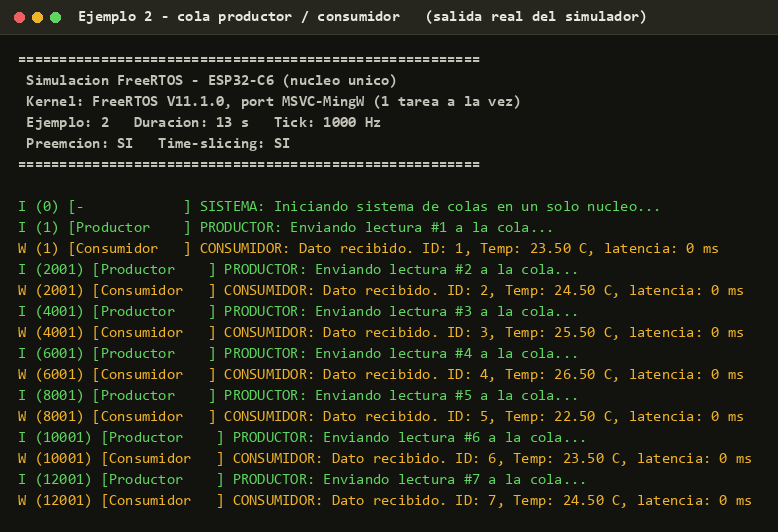 Ejemplo 2 - cola productor / consumidor   (salida real del simulador)
========================================================
 Simulacion FreeRTOS - ESP32-C6 (nucleo unico)
 Kernel: FreeRTOS V11.1.0, port MSVC-MingW (1 tarea a la vez)
 Ejemplo: 2   Duracion: 13 s   Tick: 1000 Hz
 Preemcion: SI   Time-slicing: SI
========================================================
I (0) [-            ] SISTEMA: Iniciando sistema de colas en un solo nucleo...
I (1) [Productor    ] PRODUCTOR: Enviando lectura #1 a la cola...
W (1) [Consumidor   ] CONSUMIDOR: Dato recibido. ID: 1, Temp: 23.50 C, latencia: 0 ms
I (2001) [Productor    ] PRODUCTOR: Enviando lectura #2 a la cola...
W (2001) [Consumidor   ] CONSUMIDOR: Dato recibido. ID: 2, Temp: 24.50 C, latencia: 0 ms
I (4001) [Productor    ] PRODUCTOR: Enviando lectura #3 a la cola...
W (4001) [Consumidor   ] CONSUMIDOR: Dato recibido. ID: 3, Temp: 25.50 C, latencia: 0 ms
I (6001) [Productor    ] PRODUCTOR: Enviando lectura #4 a la cola...
W (6001) [Consumidor   ] CONSUMIDOR: Dato recibido. ID: 4, Temp: 26.50 C, latencia: 0 ms
I (8001) [Productor    ] PRODUCTOR: Enviando lectura #5 a la cola...
W (8001) [Consumidor   ] CONSUMIDOR: Dato recibido. ID: 5, Temp: 22.50 C, latencia: 0 ms
I (10001) [Productor    ] PRODUCTOR: Enviando lectura #6 a la cola...
W (10001) [Consumidor   ] CONSUMIDOR: Dato recibido. ID: 6, Temp: 23.50 C, latencia: 0 ms
I (12001) [Productor    ] PRODUCTOR: Enviando lectura #7 a la cola...
W (12001) [Consumidor   ] CONSUMIDOR: Dato recibido. ID: 7, Temp: 24.50 C, latencia: 0 ms